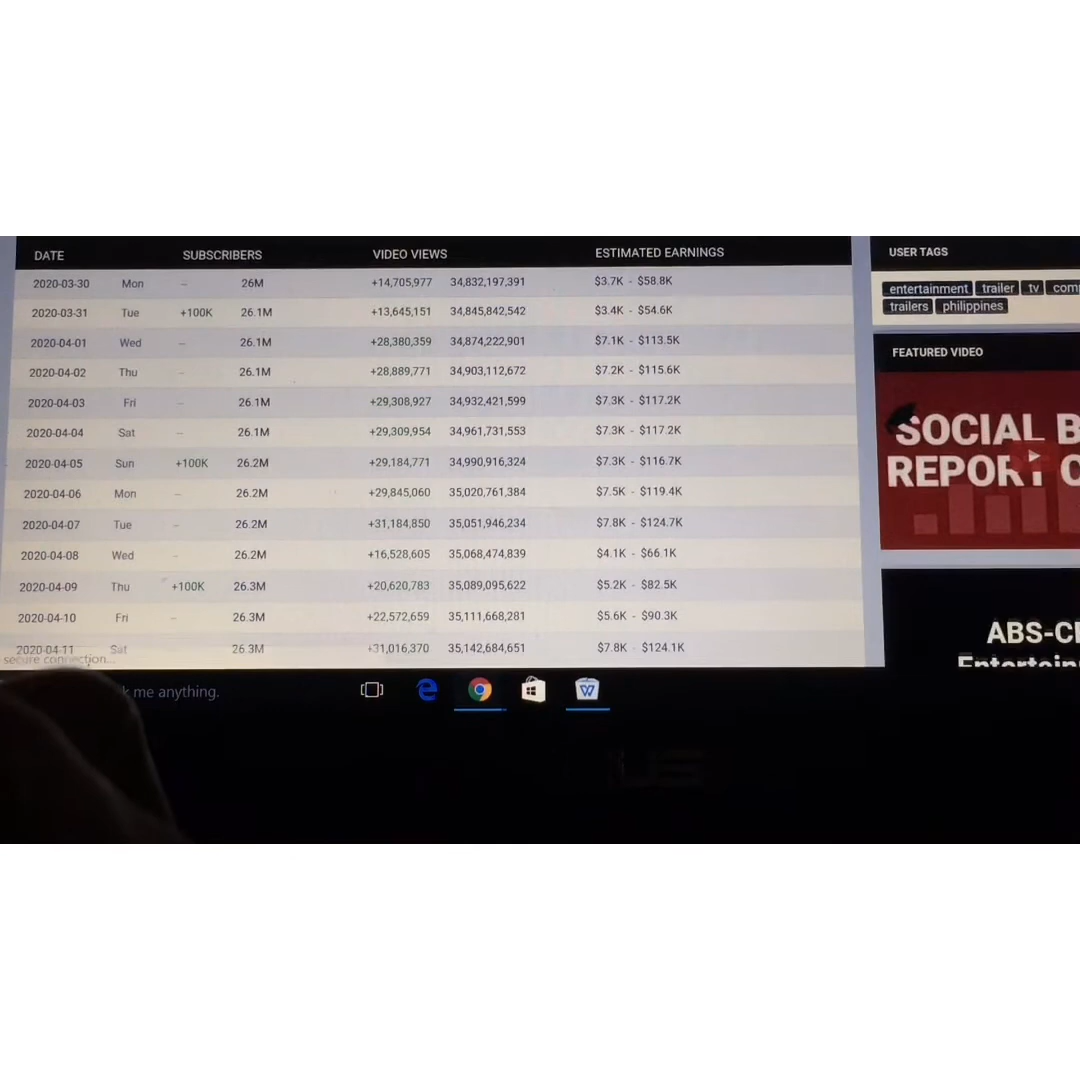 DATE SUBSCRIBERS VIDEO VIEWS ESTIMATED EARNINGS
2020-03-30 Mon -- 26M +14,705,977 34,832,197,391 $3.7K - $58.8K
2020-03-31 Tue +100K 26.1M +13,645,151 34,845,842,542 $3.4K - $54.6K
2020-04-01 Wed -- 26.1M +28,380,359 34,874,222,901 $7.1K - $113.5K
2020-04-02 Thu -- 26.1M +28,889,771 34,903,112,672 $7.2K - $115.6K
2020-04-03 Fri -- 26.1M +29,308,927 34,932,421,599 $7.3K - $117.2K
2020-04-04 Sat -- 26.1M +29,309,954 34,961,731,553 $7.3K - $117.2K
2020-04-05 Sun +100K 26.2M +29,184,771 34,990,916,324 $7.3K - $116.7K
2020-04-06 Mon -- 26.2M +29,845,060 35,020,761,384 $7.5K - $119.4K
2020-04-07 Tue -- 26.2M +31,184,850 35,051,946,234 $7.8K - $124.7K
2020-04-08 Wed -- 26.2M +16,528,605 35,068,474,839 $4.1K - $66.1K
2020-04-09 Thu +100K 26.3M +20,620,783 35,089,095,622 $5.2K - $82.5K
2020-04-10 Fri -- 26.3M +22,572,659 35,111,668,281 $5.6K - $90.3K
2020-04-11 Sat 26.3M +31,016,370 35,142,684,651 $7.8K - $124.1K
secure connection...
me anything.
USER TAGS
entertainment trailer tv
trailers philippines
FEATURED VIDEO
SOCIAL B
REPORT C
ABS-C